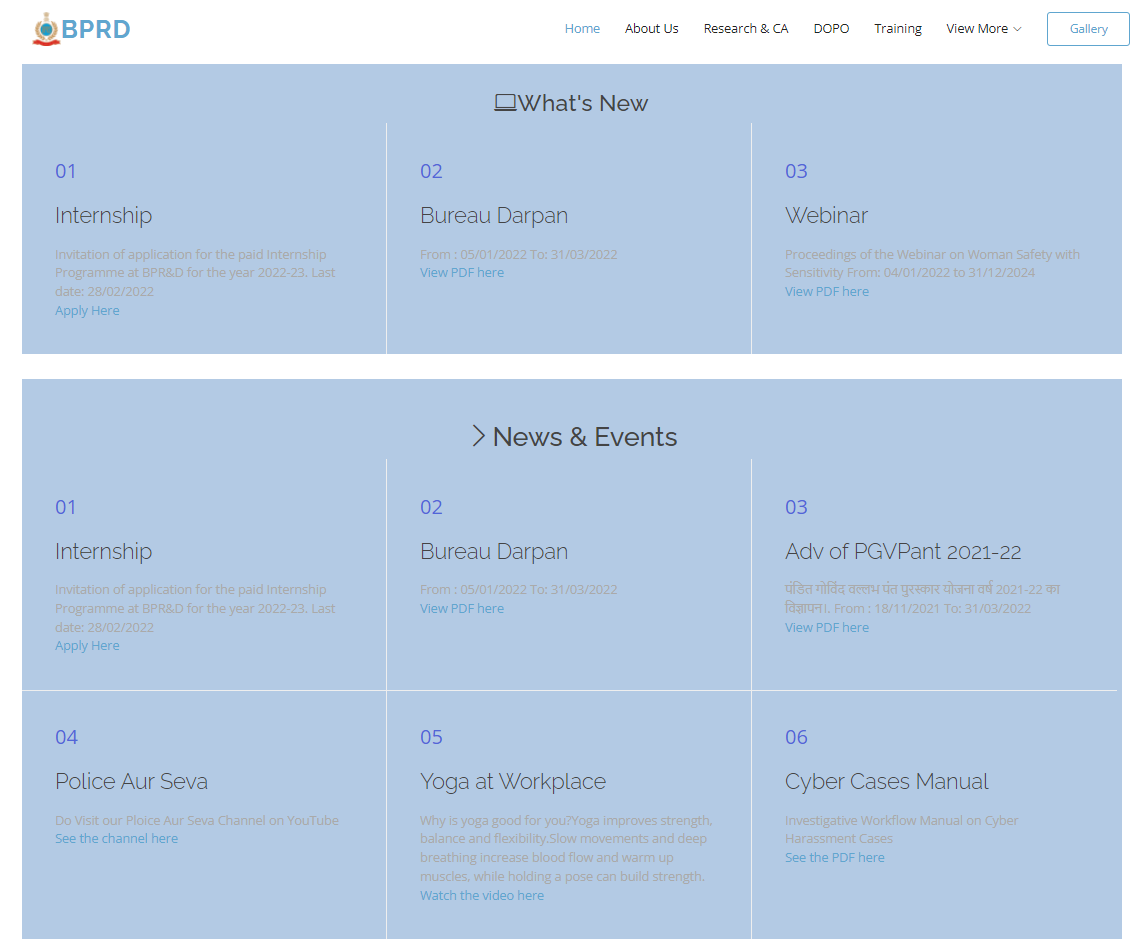 BPRD
Home About Us Research & CA DOPO Training View More Gallery
What's New
01
Internship
Invitation of application for the paid Internship
Programme at BPR&D for the year 2022-23. Last
date: 28/02/2022
Apply Here
02
Bureau Darpan
From : 05/01/2022 To: 31/03/2022
View PDF here
03
Webinar
Proceedings of the Webinar on Woman Safety with
Sensitivity From: 04/01/2022 to 31/12/2024
View PDF here
News & Events
01
Internship
Invitation of application for the paid Internship
Programme at BPR&D for the year 2022-23. Last
date: 28/02/2022
Apply Here
02
Bureau Darpan
From : 05/01/2022 To: 31/03/2022
View PDF here
03
Adv of PGVPant 2021-22
पंडित गोविंद वल्लभ पंत पुरस्कार योजना वर्ष 2021-22 का
विज्ञापन।. From : 18/11/2021 To: 31/03/2022
View PDF here
04
Police Aur Seva
Do Visit our Ploice Aur Seva Channel on YouTube
See the channel here
05
Yoga at Workplace
Why is yoga good for you?Yoga improves strength,
balance and flexibility.Slow movements and deep
breathing increase blood flow and warm up
muscles, while holding a pose can build strength.
Watch the video here
06
Cyber Cases Manual
Investigative Workflow Manual on Cyber
Harassment Cases
See the PDF here